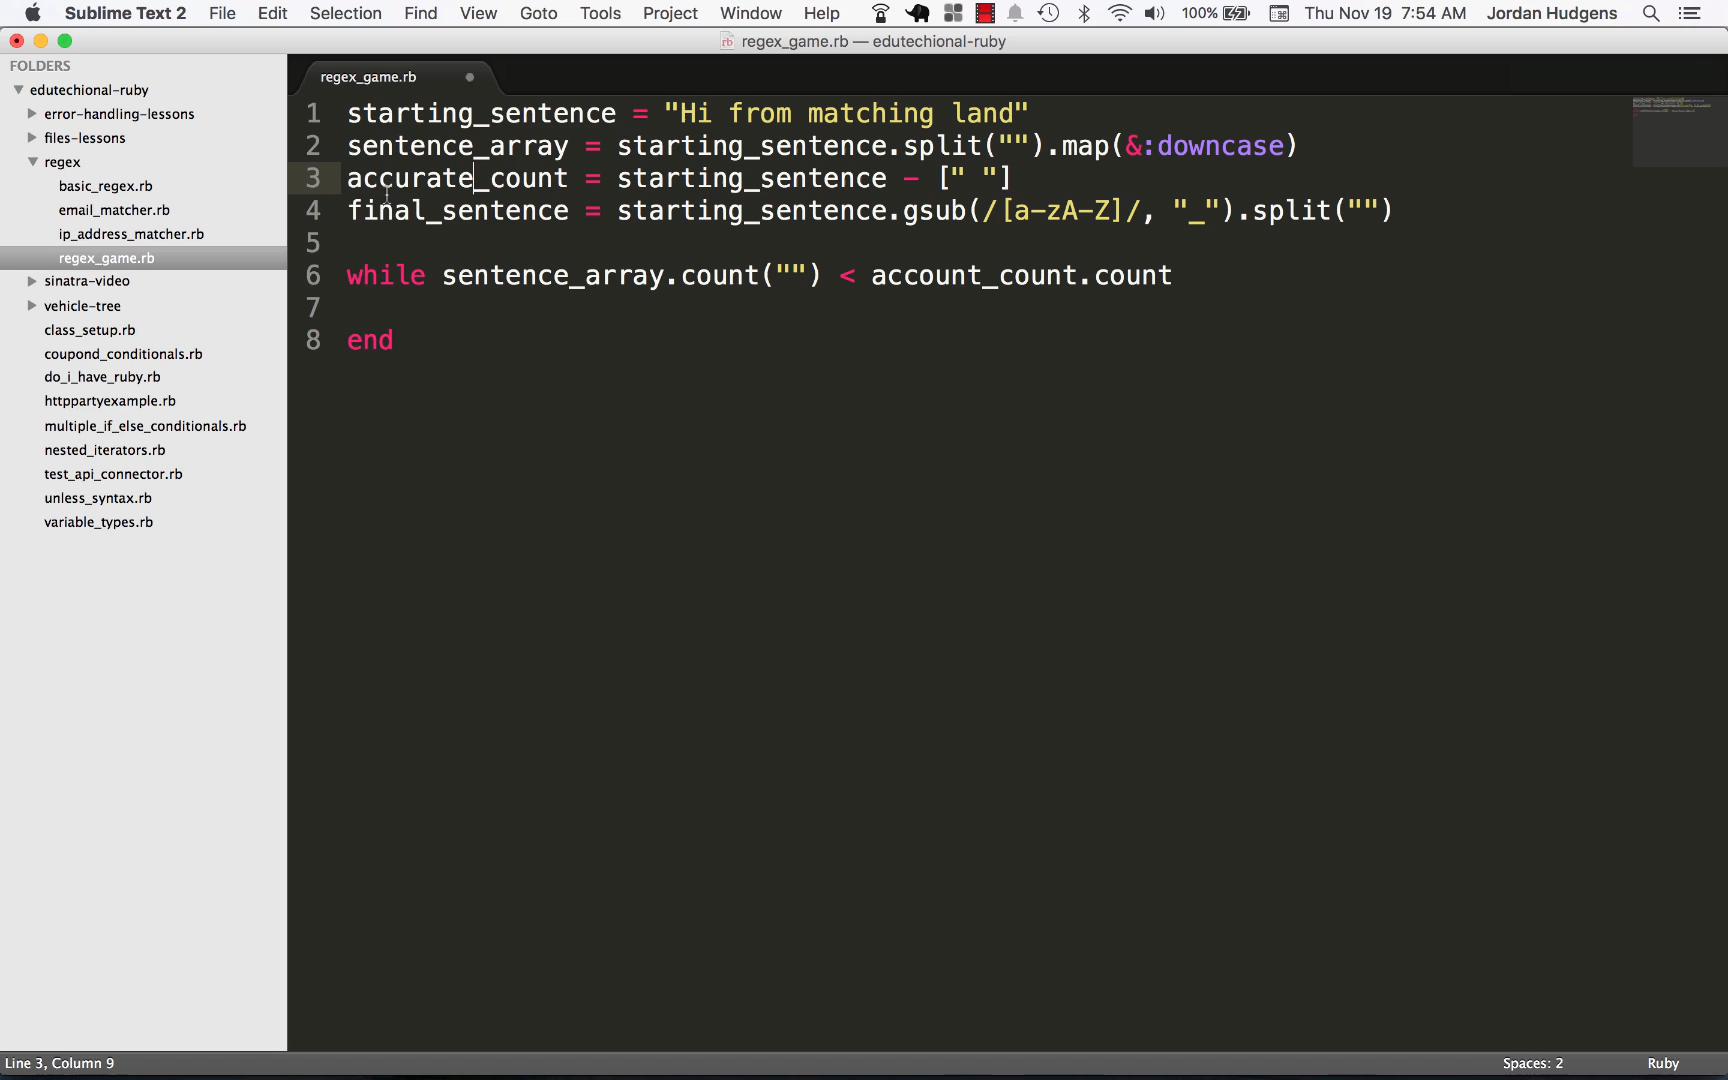 Sublime Text 2 File Edit Selection Find View Goto Tools Project Window Help 100% Thu Nov 19 7:54 AM Jordan Hudgens
rb regex_game.rb — edutechional-ruby
FOLDERS
edutechional-ruby
error-handling-lessons
files-lessons
regex
basic_regex.rb
email_matcher.rb
ip_address_matcher.rb
regex_game.rb
sinatra-video
vehicle-tree
class_setup.rb
coupond_conditionals.rb
do_i_have_ruby.rb
httppartyexample.rb
multiple_if_else_conditionals.rb
nested_iterators.rb
test_api_connector.rb
unless_syntax.rb
variable_types.rb
regex_game.rb
1 starting_sentence = "Hi from matching land"
2 sentence_array = starting_sentence.split("").map(&:downcase)
3 accurate_count = starting_sentence - [" "]
4 final_sentence = starting_sentence.gsub(/[a-zA-Z]/, "_").split("")
5
6 while sentence_array.count("") < account_count.count
7
8 end
Line 3, Column 9 Spaces: 2 Ruby